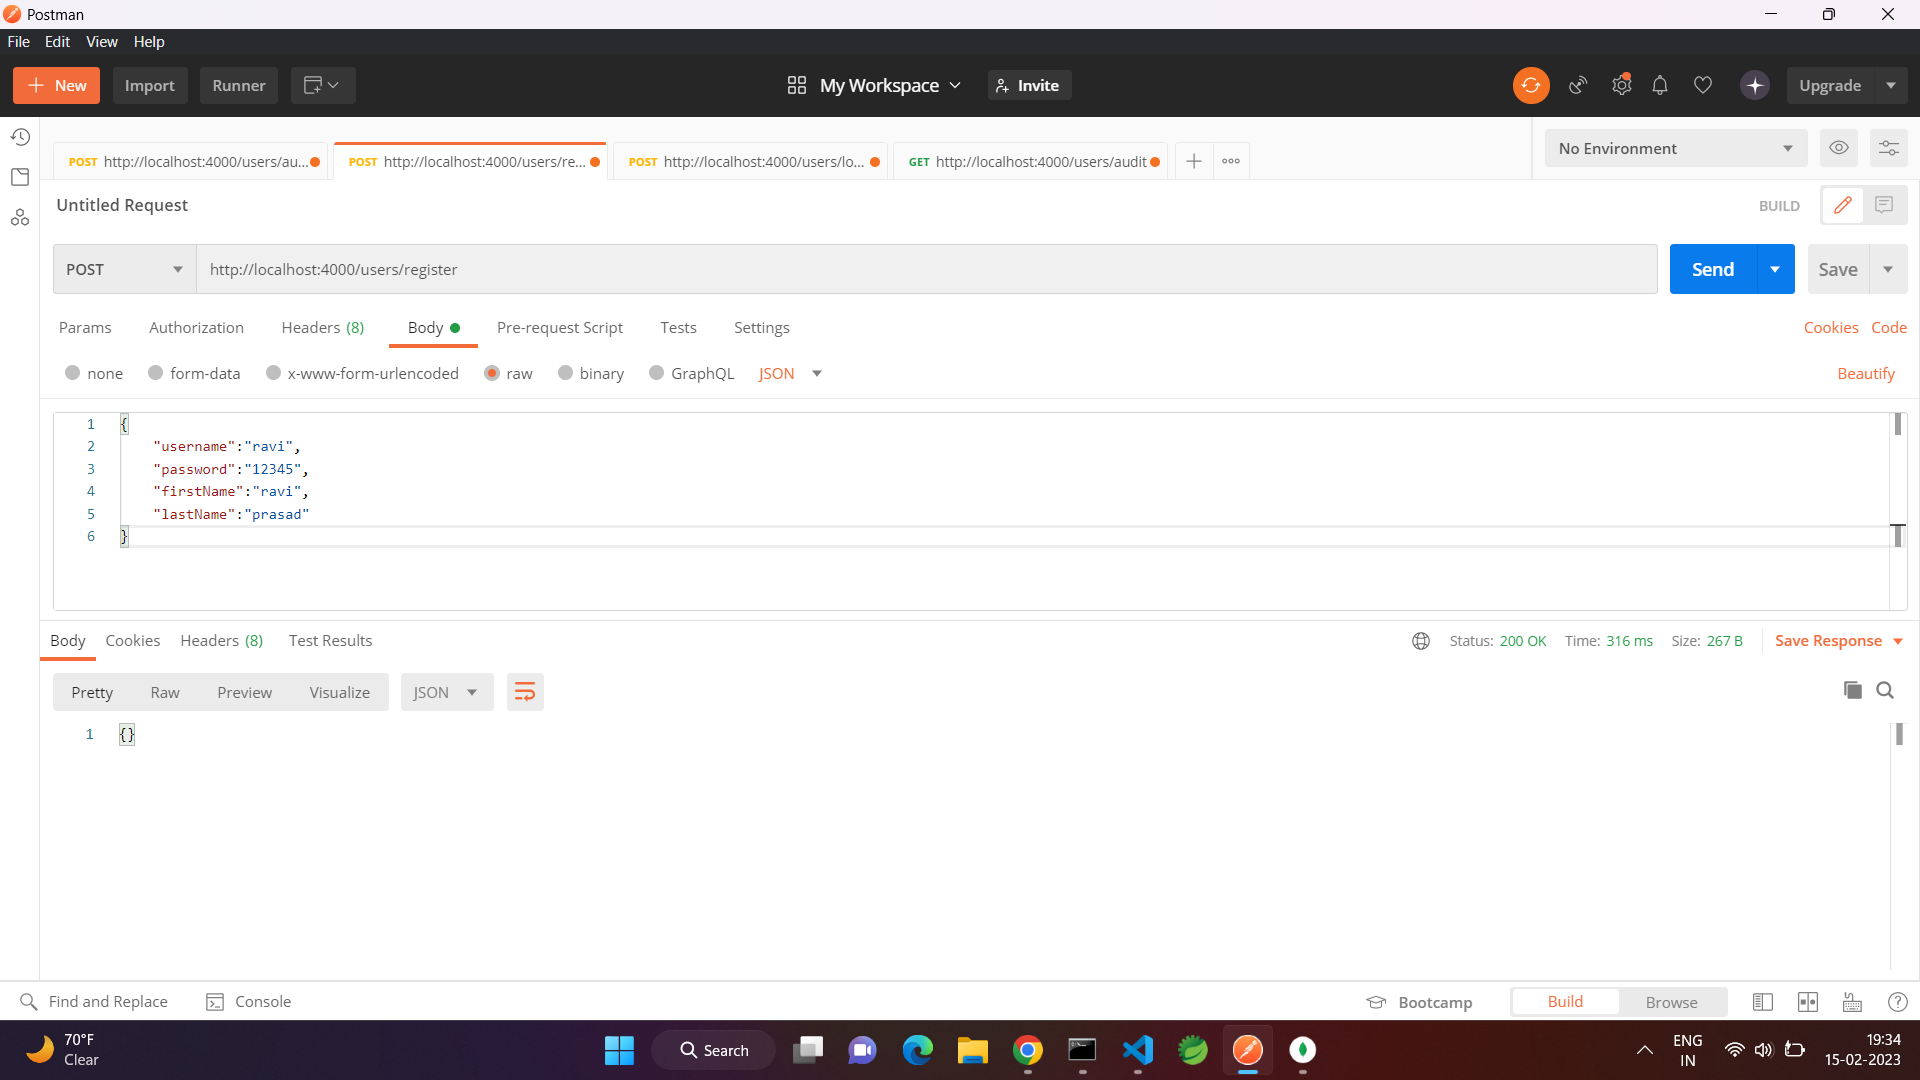 Postman
File Edit View Help
New Import Runner My Workspace Invite Upgrade
POST http://localhost:4000/users/au... POST http://localhost:4000/users/re... POST http://localhost:4000/users/lo... GET http://localhost:4000/users/audit No Environment
Untitled Request BUILD
POST http://localhost:4000/users/register Send Save
Params Authorization Headers (8) Body Pre-request Script Tests Settings Cookies Code
none form-data x-www-form-urlencoded raw binary GraphQL JSON Beautify
1 {
2 "username":"ravi",
3 "password":"12345",
4 "firstName":"ravi",
5 "lastName":"prasad"
6 }
Body Cookies Headers (8) Test Results Status: 200 OK Time: 316 ms Size: 267 B Save Response
Pretty Raw Preview Visualize JSON
1 {}
Find and Replace Console Bootcamp Build Browse
70°F
Clear
Search
ENG
IN
19:34
15-02-2023